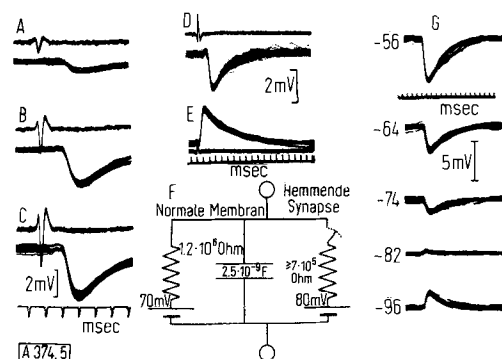 A
B
C
2mV
msec
A 374.5
D
2mV
E
msec
F
Normale Membran
Hemmende Synapse
1.2·10⁶Ohm
2.5·10⁻⁹F
≥7·10⁵
Ohm
70mV
80mV
G
-56
msec
-64
5mV
-74
-82
-96